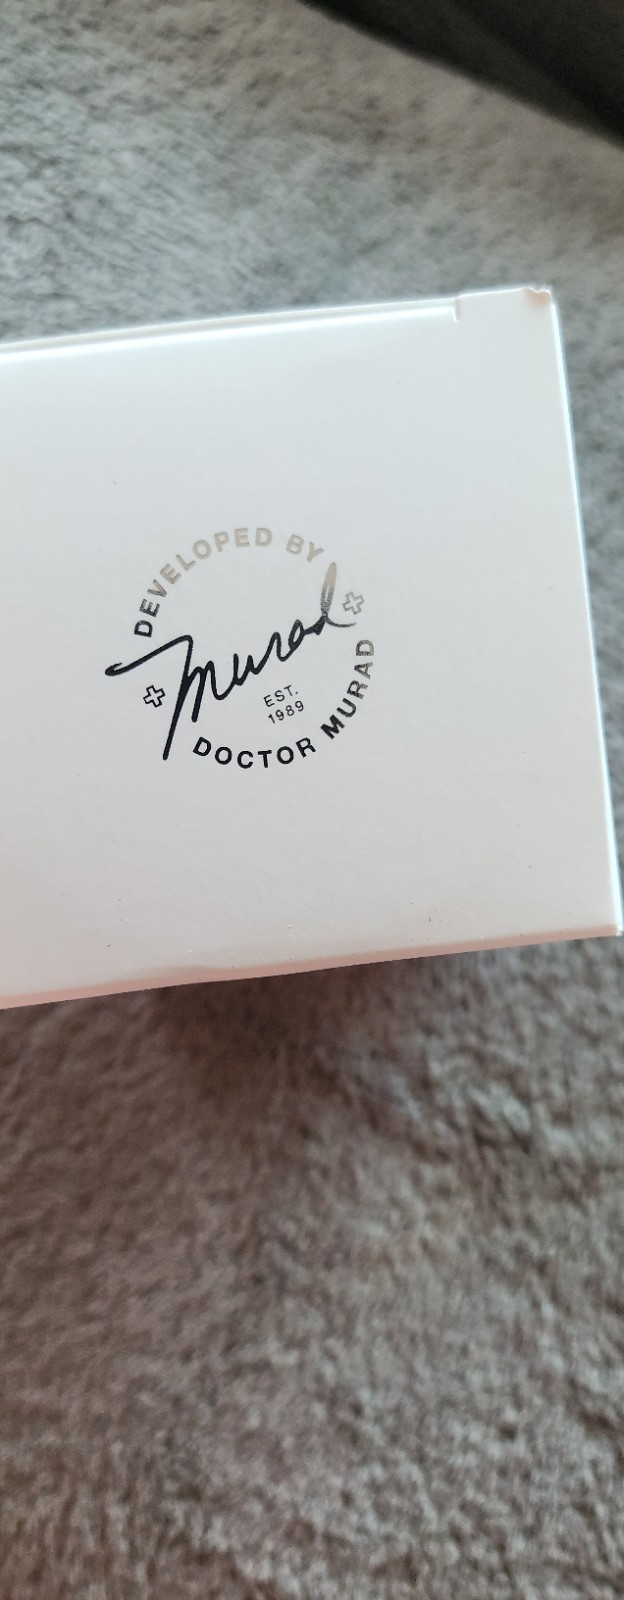 DEVELOPED BY
Murad
EST.
1989
DOCTOR MURAD